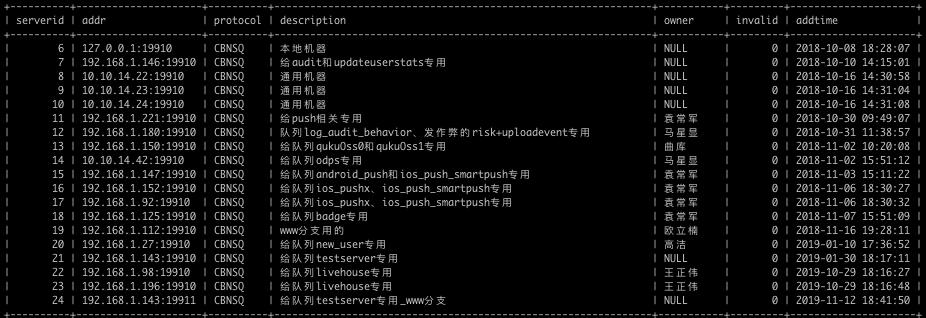 serverid | addr | protocol | description | owner | invalid | addtime
6 | 127.0.0.1:19910 | CBNSQ | 本地机器 | NULL | 0 | 2018-10-08 18:28:07
7 | 192.168.1.146:19910 | CBNSQ | 给audit和updateuserstats专用 | NULL | 0 | 2018-10-10 14:15:01
8 | 10.10.14.22:19910 | CBNSQ | 通用机器 | NULL | 0 | 2018-10-16 14:30:58
9 | 10.10.14.23:19910 | CBNSQ | 通用机器 | NULL | 0 | 2018-10-16 14:31:04
10 | 10.10.14.24:19910 | CBNSQ | 通用机器 | NULL | 0 | 2018-10-16 14:31:08
11 | 192.168.1.221:19910 | CBNSQ | 给push相关专用 | 袁常军 | 0 | 2018-10-30 09:49:07
12 | 192.168.1.180:19910 | CBNSQ | 队列log_audit_behavior、发作弊的risk+uploadevent专用 | 马星显 | 0 | 2018-10-31 11:38:57
13 | 192.168.1.150:19910 | CBNSQ | 给队列qukuOss0和qukuOss1专用 | 曲库 | 0 | 2018-11-02 10:20:08
14 | 10.10.14.42:19910 | CBNSQ | 给队列odps专用 | 马星显 | 0 | 2018-11-02 15:51:12
15 | 192.168.1.147:19910 | CBNSQ | 给队列android_push和ios_push_smartpush专用 | 袁常军 | 0 | 2018-11-03 15:11:22
16 | 192.168.1.152:19910 | CBNSQ | 给队列ios_pushx、ios_push_smartpush专用 | 袁常军 | 0 | 2018-11-06 18:30:27
17 | 192.168.1.92:19910 | CBNSQ | 给队列ios_pushx、ios_push_smartpush专用 | 袁常军 | 0 | 2018-11-06 18:30:32
18 | 192.168.1.125:19910 | CBNSQ | 给队列badge专用 | 袁常军 | 0 | 2018-11-07 15:51:09
19 | 192.168.1.112:19910 | CBNSQ | www分支用的 | 欧立楠 | 0 | 2018-11-16 19:28:11
20 | 192.168.1.27:19910 | CBNSQ | 给队列new_user专用 | 高洁 | 0 | 2019-01-10 17:36:52
21 | 192.168.1.143:19910 | CBNSQ | 给队列testserver专用 | NULL | 0 | 2019-01-30 18:17:11
22 | 192.168.1.98:19910 | CBNSQ | 给队列livehouse专用 | 王正伟 | 0 | 2019-10-29 18:16:27
23 | 192.168.1.196:19910 | CBNSQ | 给队列livehouse专用 | 王正伟 | 0 | 2019-10-29 18:16:48
24 | 192.168.1.143:19911 | CBNSQ | 给队列testserver专用_www分支 | NULL | 0 | 2019-11-12 18:41:50